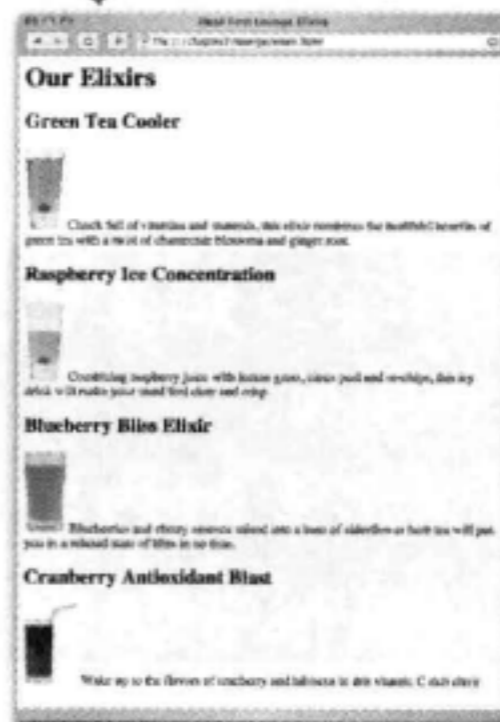 Head First Lounge Elixirs
Our Elixirs
Green Tea Cooler
Chock full of vitamins and minerals, this elixir combines the healthful benefits of
green tea with a twist of chamomile blossoms and ginger root.
Raspberry Ice Concentration
Combining raspberry juice with lemon grass, citrus peel and rosehips, this icy
drink will make your mind feel clear and crisp.
Blueberry Bliss Elixir
Blueberries and cherry essence mixed into a base of elderflower herb tea will put
you in a relaxed state of bliss in no time.
Cranberry Antioxidant Blast
Wake up to the flavors of cranberry and hibiscus in this vitamin C rich elixir